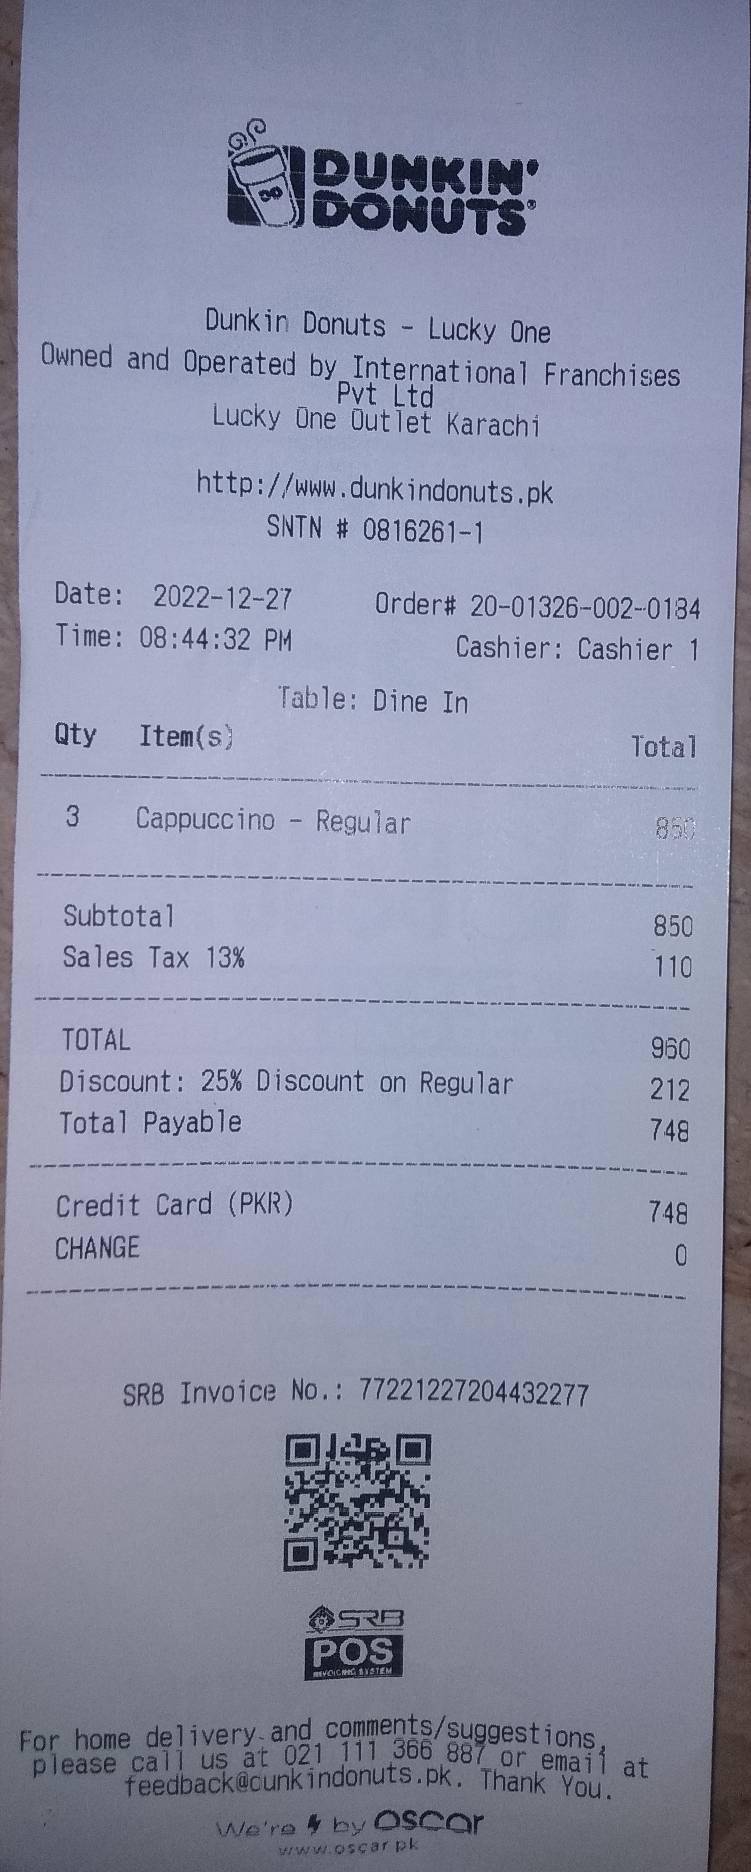 DUNKIN'
DONUTS®
Dunkin Donuts - Lucky One
Owned and Operated by International Franchises
Pvt Ltd
Lucky One Outlet Karachi
http://www.dunkindonuts.pk
SNTN # 0816261-1
Date: 2022-12-27 Order# 20-01326-002-0184
Time: 08:44:32 PM Cashier: Cashier 1
Table: Dine In
Qty Item(s) Total
3 Cappuccino - Regular 850
Subtotal 850
Sales Tax 13% 110
TOTAL 960
Discount: 25% Discount on Regular 212
Total Payable 748
Credit Card (PKR) 748
CHANGE 0
SRB Invoice No.: 77221227204432277
SRB
POS
INVOICING SYSTEM
For home delivery and comments/suggestions,
please call us at 021 111 366 887 or email at
feedback@cunkindonuts.pk. Thank You.
We're by OSCAr
www.oscar.pk